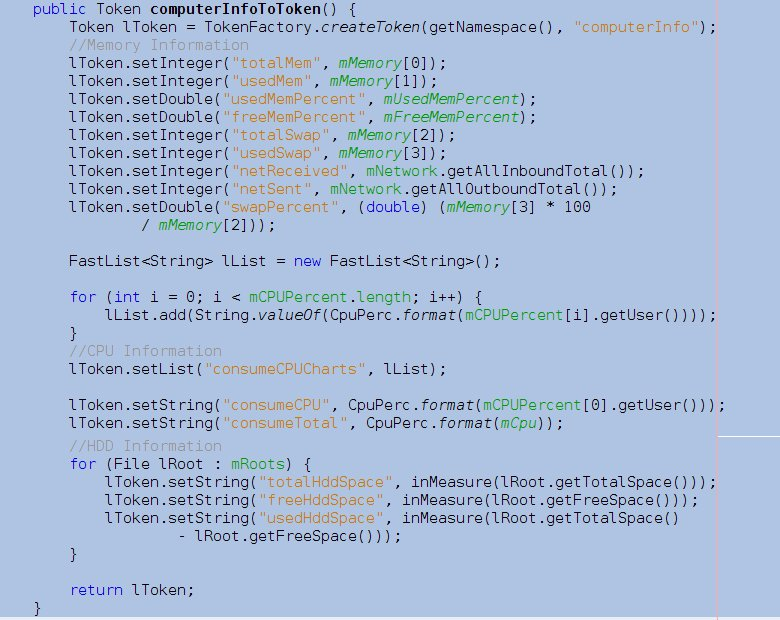 public Token computerInfoToToken() {
    Token lToken = TokenFactory.createToken(getNamespace(), "computerInfo");
    //Memory Information
    lToken.setInteger("totalMem", mMemory[0]);
    lToken.setInteger("usedMem", mMemory[1]);
    lToken.setDouble("usedMemPercent", mUsedMemPercent);
    lToken.setDouble("freeMemPercent", mFreeMemPercent);
    lToken.setInteger("totalSwap", mMemory[2]);
    lToken.setInteger("usedSwap", mMemory[3]);
    lToken.setInteger("netReceived", mNetwork.getAllInboundTotal());
    lToken.setInteger("netSent", mNetwork.getAllOutboundTotal());
    lToken.setDouble("swapPercent", (double) (mMemory[3] * 100
            / mMemory[2]));

    FastList<String> lList = new FastList<String>();

    for (int i = 0; i < mCPUPercent.length; i++) {
        lList.add(String.valueOf(CpuPerc.format(mCPUPercent[i].getUser())));
    }
    //CPU Information
    lToken.setList("consumeCPUCharts", lList);

    lToken.setString("consumeCPU", CpuPerc.format(mCPUPercent[0].getUser()));
    lToken.setString("consumeTotal", CpuPerc.format(mCpu));
    //HDD Information
    for (File lRoot : mRoots) {
        lToken.setString("totalHddSpace", inMeasure(lRoot.getTotalSpace()));
        lToken.setString("freeHddSpace", inMeasure(lRoot.getFreeSpace()));
        lToken.setString("usedHddSpace", inMeasure(lRoot.getTotalSpace()
                - lRoot.getFreeSpace()));
    }

    return lToken;
}